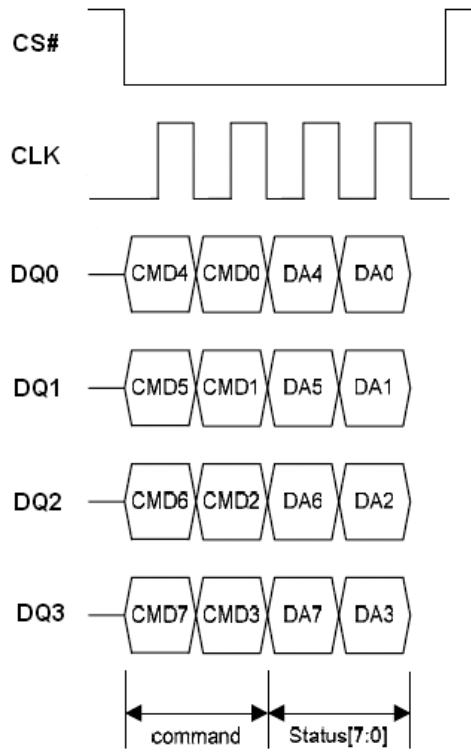 CS#
CLK
DQ0 CMD4 CMD0 DA4 DA0
DQ1 CMD5 CMD1 DA5 DA1
DQ2 CMD6 CMD2 DA6 DA2
DQ3 CMD7 CMD3 DA7 DA3
command Status[7:0]